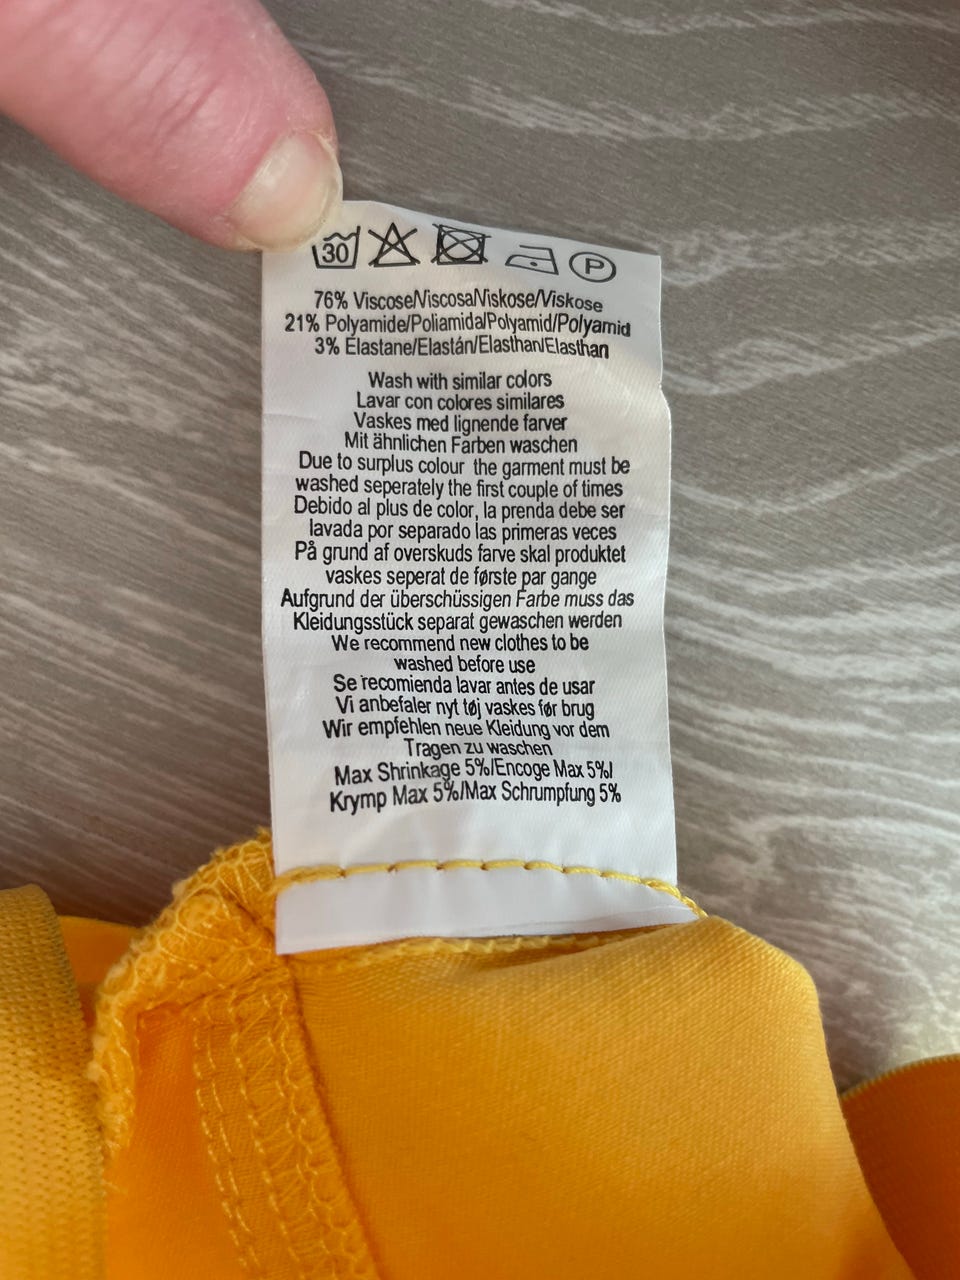 30 P
76% Viscose/Viscosa/Viskose/Viskose
21% Polyamide/Poliamida/Polyamid/Polyamid
3% Elastane/Elastán/Elasthan/Elasthan
Wash with similar colors
Lavar con colores similares
Vaskes med lignende farver
Mit ähnlichen Farben waschen
Due to surplus colour the garment must be
washed seperately the first couple of times
Debido al plus de color, la prenda debe ser
lavada por separado las primeras veces
På grund af overskuds farve skal produktet
vaskes seperat de første par gange
Aufgrund der überschüssigen Farbe muss das
Kleidungsstück separat gewaschen werden
We recommend new clothes to be
washed before use
Se recomienda lavar antes de usar
Vi anbefaler nyt tøj vaskes før brug
Wir empfehlen neue Kleidung vor dem
Tragen zu waschen
Max Shrinkage 5%/Encoge Max 5%/
Krymp Max 5%/Max Schrumpfung 5%